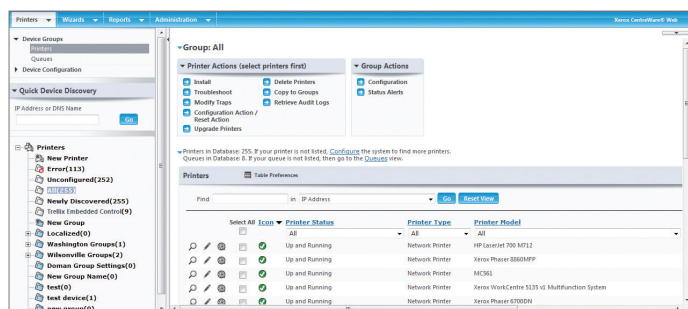 Printers Wizards Reports Administration Xerox CentreWare® Web
Device Groups
Printers
Queues
Device Configuration
Quick Device Discovery
IP Address or DNS Name
Go
Printers
New Printer
Error(113)
Unconfigured(252)
All(255)
Newly Discovered(255)
Trellix Embedded Control(9)
New Group
Localized(0)
Washington Groups(1)
Wilsonville Groups(2)
Doman Group Settings(0)
New Group Name(0)
test(0)
test device(1)
new group(0)
Group: All
Printer Actions (select printers first)
Install
Troubleshoot
Modify Traps
Configuration Action /
Reset Action
Upgrade Printers
Delete Printers
Copy to Groups
Retrieve Audit Logs
Group Actions
Configuration
Status Alerts
Printers in Database: 255. If your printer is not listed, Configure the system to find more printers.
Queues in Database: 8. If your queue is not listed, then go to the Queues view.
Printers Table Preferences
Find in IP Address Go Reset View
Select All Icon Printer Status Printer Type Printer Model
All All All
Up and Running Network Printer HP LaserJet 700 M712
Up and Running Network Printer Xerox Phaser 8860MFP
Up and Running Network Printer MC561
Up and Running Network Printer Xerox WorkCentre 5135 v1 Multifunction System
Up and Running Network Printer Xerox Phaser 6700DN